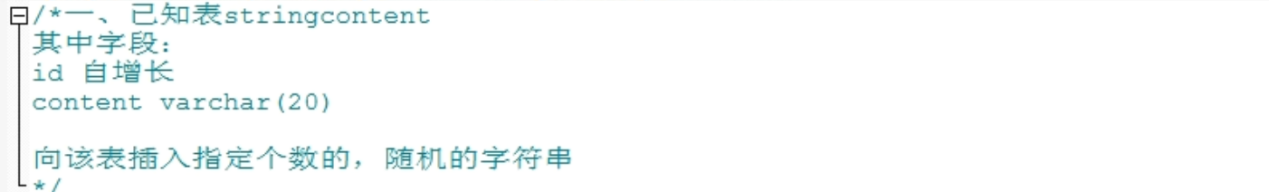 /*一、已知表stringcontent
其中字段：
id 自增长
content varchar(20)
向该表插入指定个数的，随机的字符串
*/